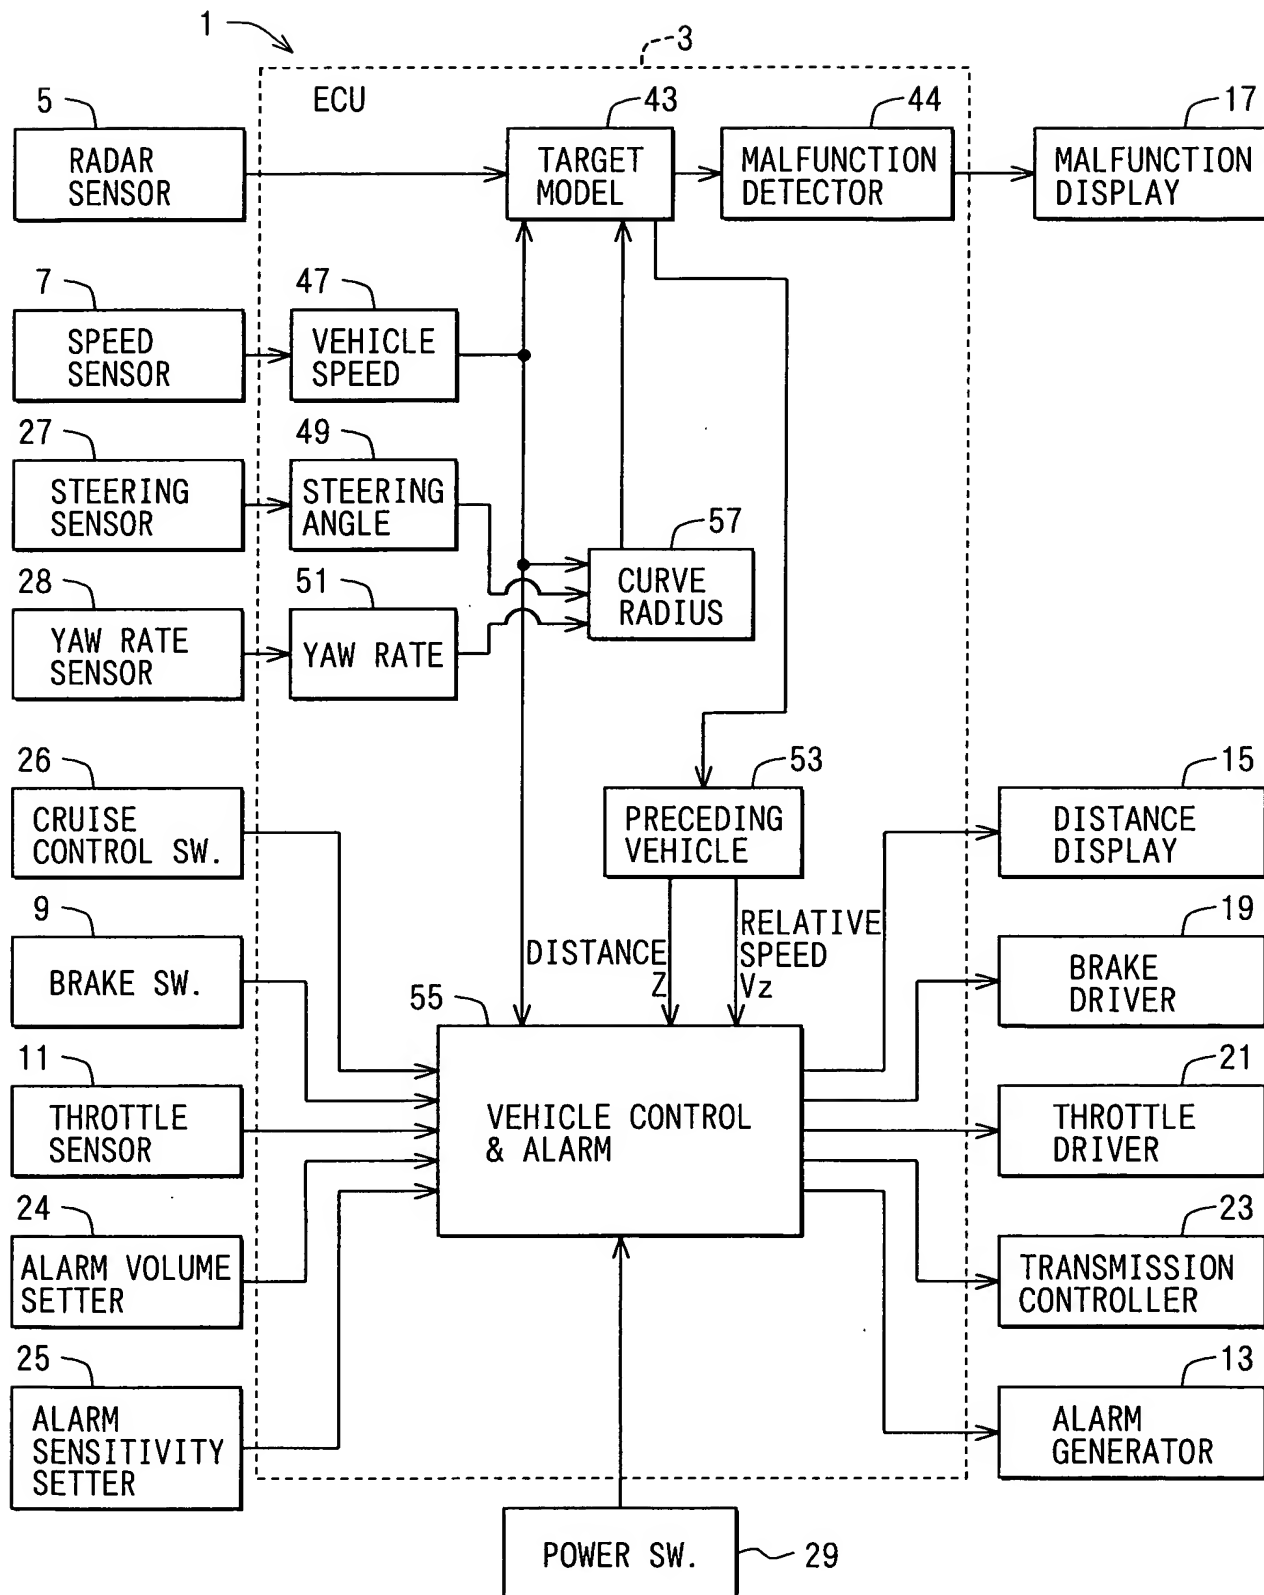 1
3
5
ECU
43
44
17
RADAR
SENSOR
TARGET
MODEL
MALFUNCTION
DETECTOR
MALFUNCTION
DISPLAY
7
47
SPEED
SENSOR
VEHICLE
SPEED
27
49
STEERING
SENSOR
STEERING
ANGLE
57
CURVE
RADIUS
28
51
YAW RATE
SENSOR
YAW RATE
26
53
15
CRUISE
CONTROL SW.
PRECEDING
VEHICLE
DISTANCE
DISPLAY
9
DISTANCE
Z
RELATIVE
SPEED
Vz
19
BRAKE SW.
BRAKE
DRIVER
55
11
21
THROTTLE
SENSOR
VEHICLE CONTROL
& ALARM
THROTTLE
DRIVER
24
23
ALARM VOLUME
SETTER
TRANSMISSION
CONTROLLER
25
13
ALARM
SENSITIVITY
SETTER
ALARM
GENERATOR
POWER SW.
29